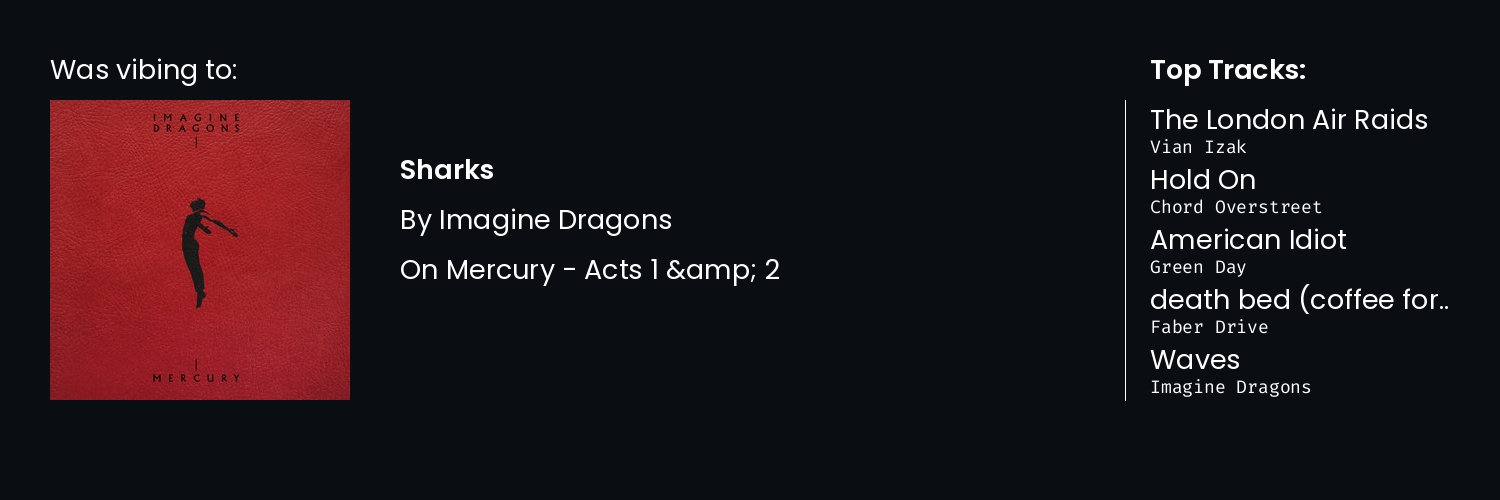 Was vibing to:
IMAGINE
DRAGONS
MERCURY
Sharks
By Imagine Dragons
On Mercury - Acts 1 &amp; 2
Top Tracks:
The London Air Raids
Vian Izak
Hold On
Chord Overstreet
American Idiot
Green Day
death bed (coffee for..
Faber Drive
Waves
Imagine Dragons